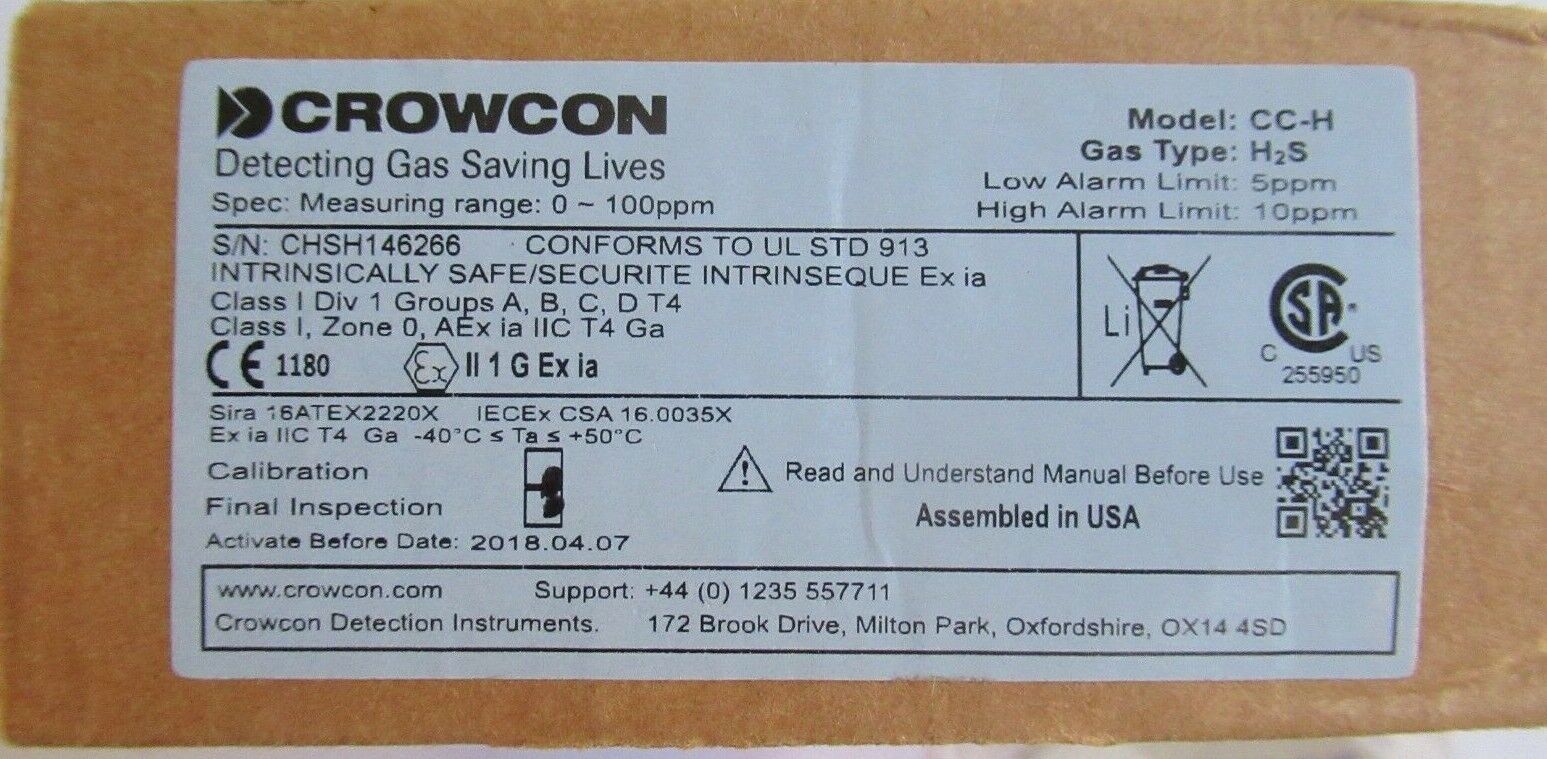 CROWCON
Detecting Gas Saving Lives
Spec: Measuring range: 0 ~ 100ppm
Model: CC-H
Gas Type: H₂S
Low Alarm Limit: 5ppm
High Alarm Limit: 10ppm
S/N: CHSH146266 CONFORMS TO UL STD 913
INTRINSICALLY SAFE/SECURITE INTRINSEQUE Ex ia
Class I Div 1 Groups A, B, C, D T4
Class I, Zone 0, AEx ia IIC T4 Ga
CE 1180 Ex II 1 G Ex ia
Li
CSA
C US
255950
Sira 16ATEX2220X IECEx CSA 16.0035X
Ex ia IIC T4 Ga -40°C ≤ Ta ≤ +50°C
Calibration
Final Inspection
Activate Before Date: 2018.04.07
! Read and Understand Manual Before Use
Assembled in USA
www.crowcon.com Support: +44 (0) 1235 557711
Crowcon Detection Instruments. 172 Brook Drive, Milton Park, Oxfordshire, OX14 4SD